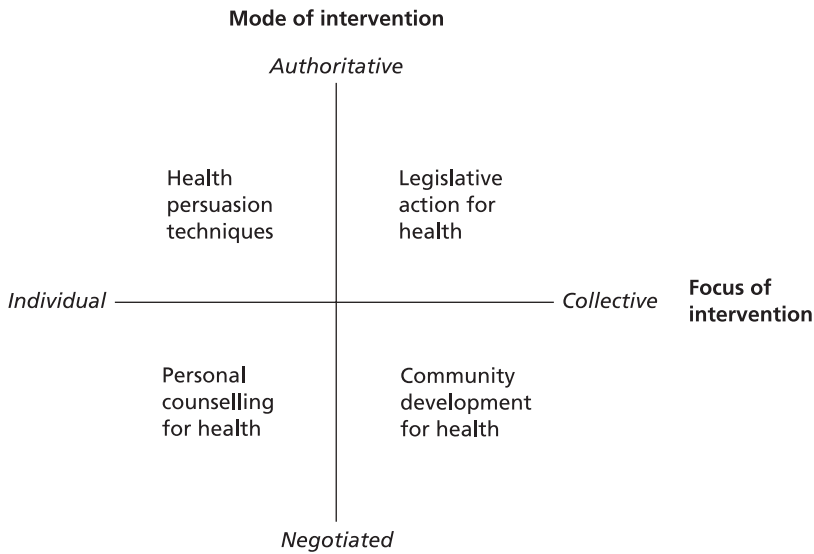 Mode of intervention
Authoritative
Health
persuasion
techniques
Legislative
action for
health
Individual
Collective
Focus of
intervention
Personal
counselling
for health
Community
development
for health
Negotiated